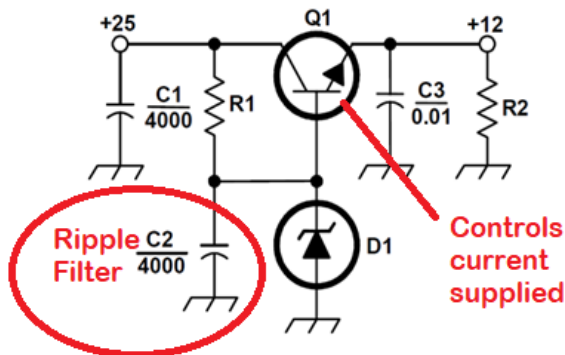 +25
Q1
+12
C1
4000
R1
C3
0.01
R2
Ripple
Filter
C2
4000
D1
Controls
current
supplied